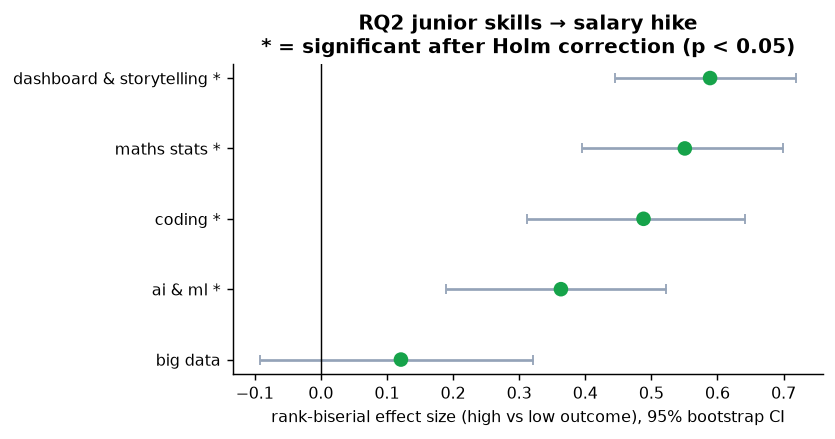 RQ2 junior skills → salary hike
* = significant after Holm correction (p < 0.05)
dashboard & storytelling *
maths stats *
coding *
ai & ml *
big data
−0.1 0.0 0.1 0.2 0.3 0.4 0.5 0.6 0.7
rank-biserial effect size (high vs low outcome), 95% bootstrap CI